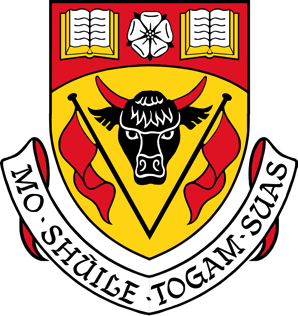 MO · SHÙILE · TOGAM · SUAS